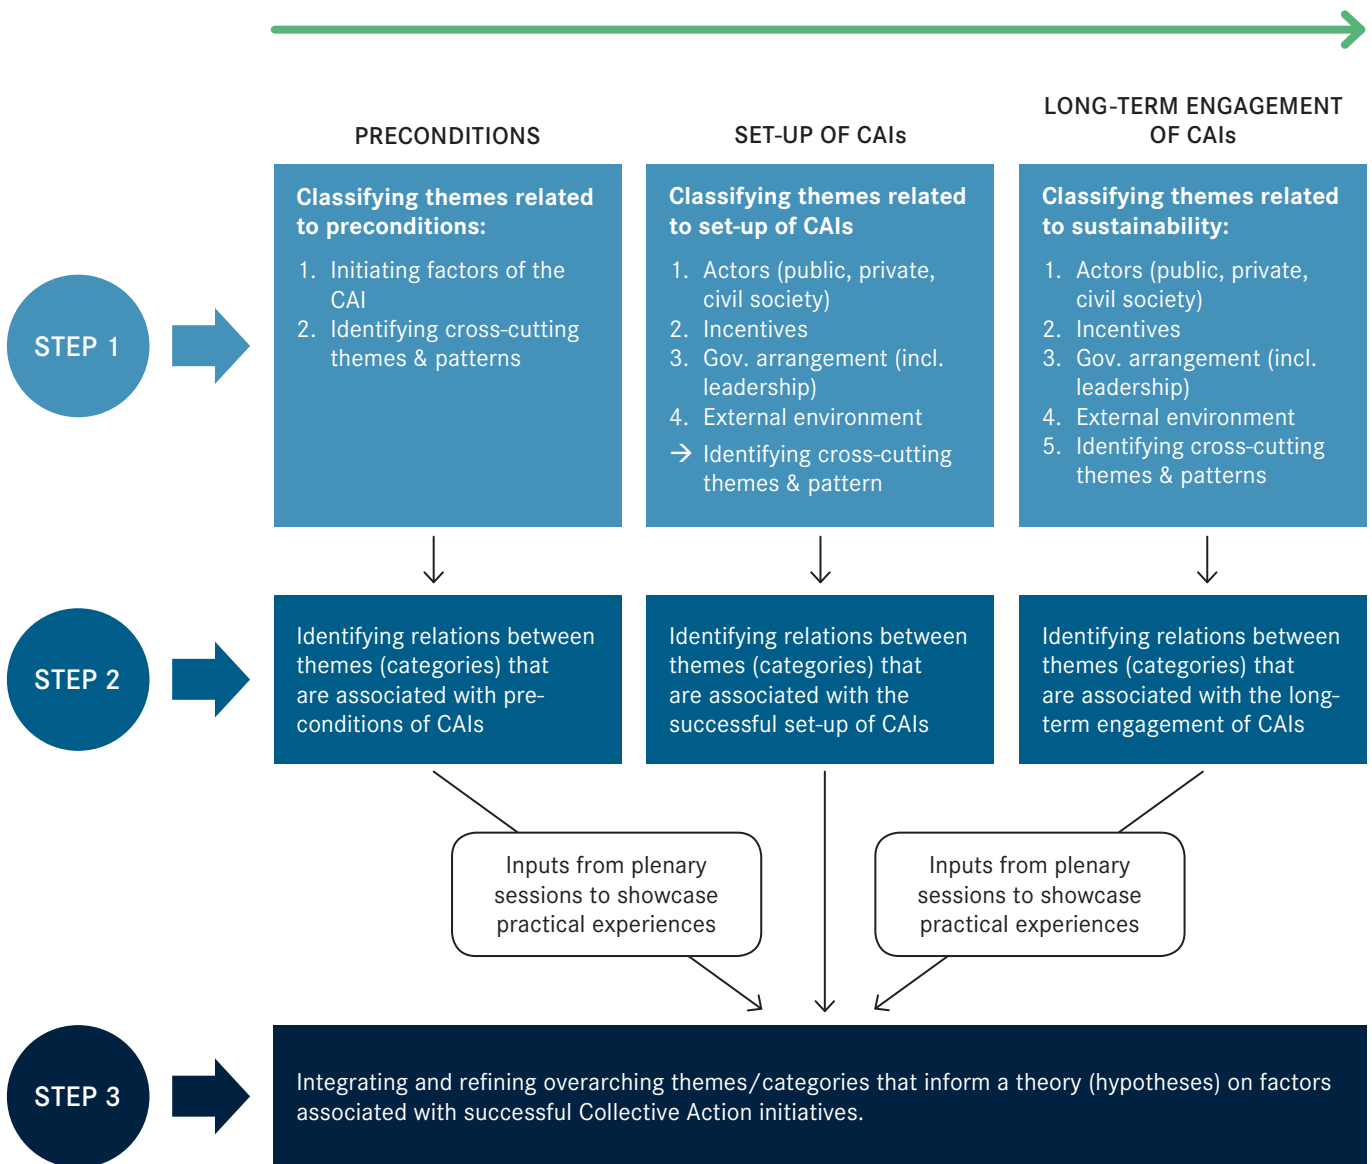 PRECONDITIONS
SET-UP OF CAIs
LONG-TERM ENGAGEMENT
OF CAIs
STEP 1
Classifying themes related
to preconditions:
1. Initiating factors of the
CAI
2. Identifying cross-cutting
themes & patterns
Classifying themes related
to set-up of CAIs
1. Actors (public, private,
civil society)
2. Incentives
3. Gov. arrangement (incl.
leadership)
4. External environment
→ Identifying cross-cutting
themes & pattern
Classifying themes related
to sustainability:
1. Actors (public, private,
civil society)
2. Incentives
3. Gov. arrangement (incl.
leadership)
4. External environment
5. Identifying cross-cutting
themes & patterns
STEP 2
Identifying relations between
themes (categories) that
are associated with pre-
conditions of CAIs
Identifying relations between
themes (categories) that
are associated with the
successful set-up of CAIs
Identifying relations between
themes (categories) that
are associated with the long-
term engagement of CAIs
Inputs from plenary
sessions to showcase
practical experiences
Inputs from plenary
sessions to showcase
practical experiences
STEP 3
Integrating and refining overarching themes/categories that inform a theory (hypotheses) on factors
associated with successful Collective Action initiatives.